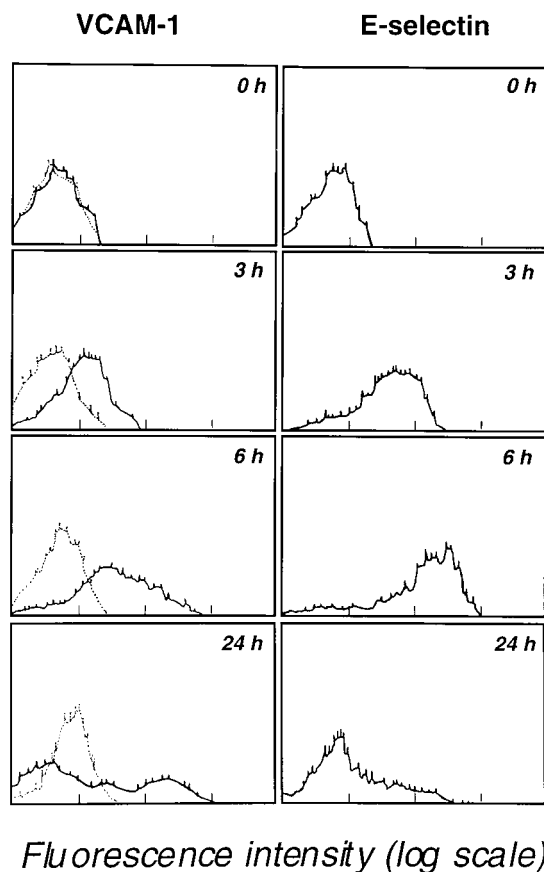 VCAM-1 E-selectin
0 h 0 h
3 h 3 h
6 h 6 h
24 h 24 h
Fluorescence intensity (log scale)